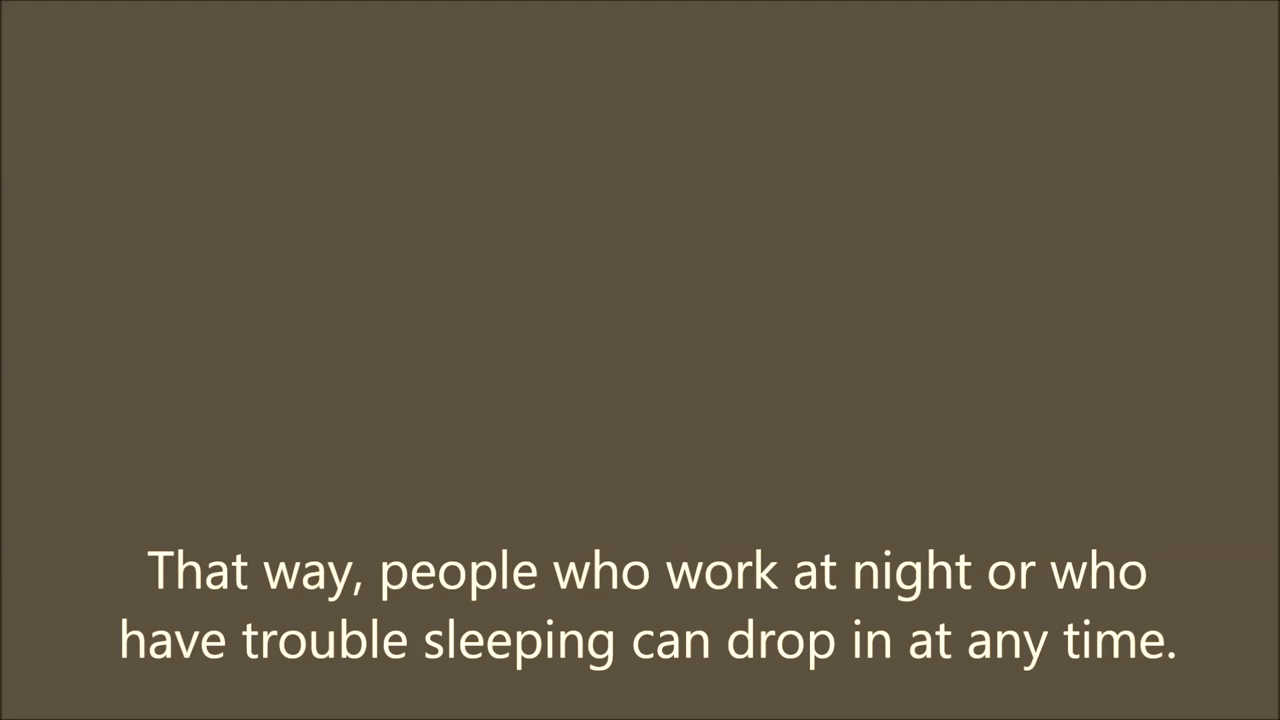 That way, people who work at night or who
have trouble sleeping can drop in at any time.